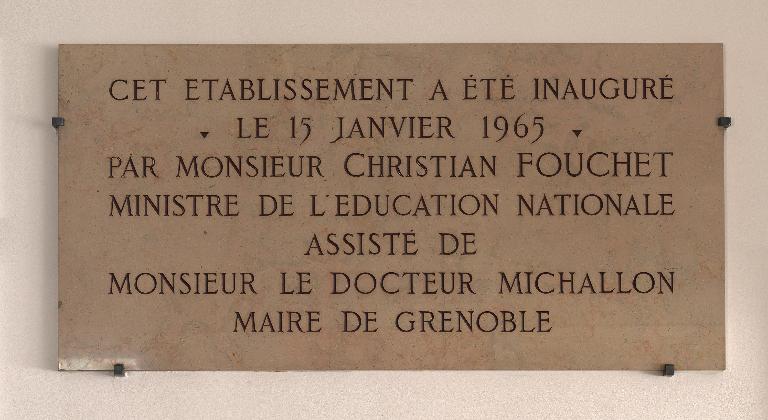 CET ETABLISSEMENT A ÉTÉ INAUGURÉ
LE 15 JANVIER 1965
PAR MONSIEUR CHRISTIAN FOUCHET
MINISTRE DE L'EDUCATION NATIONALE
ASSISTÉ DE
MONSIEUR LE DOCTEUR MICHALLON
MAIRE DE GRENOBLE